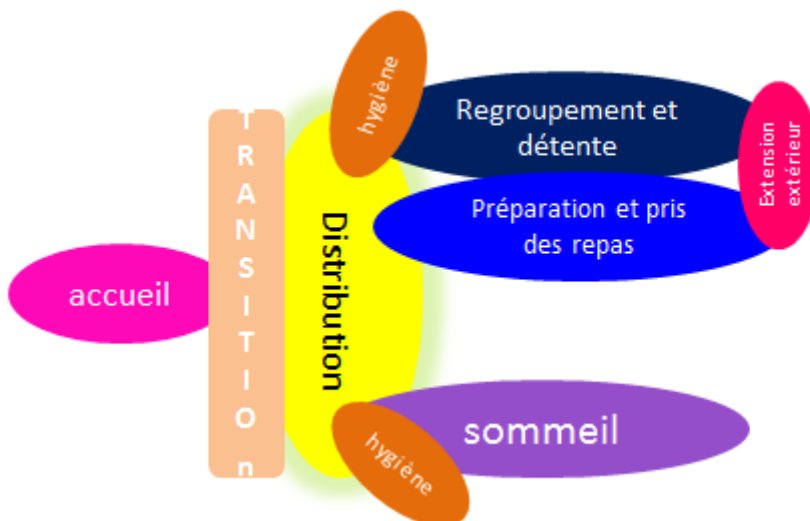 accueil
TRANSITIOn
Distribution
hygiène
Regroupement et
détente
Préparation et pris
des repas
Extension
extérieur
sommeil
hygiène